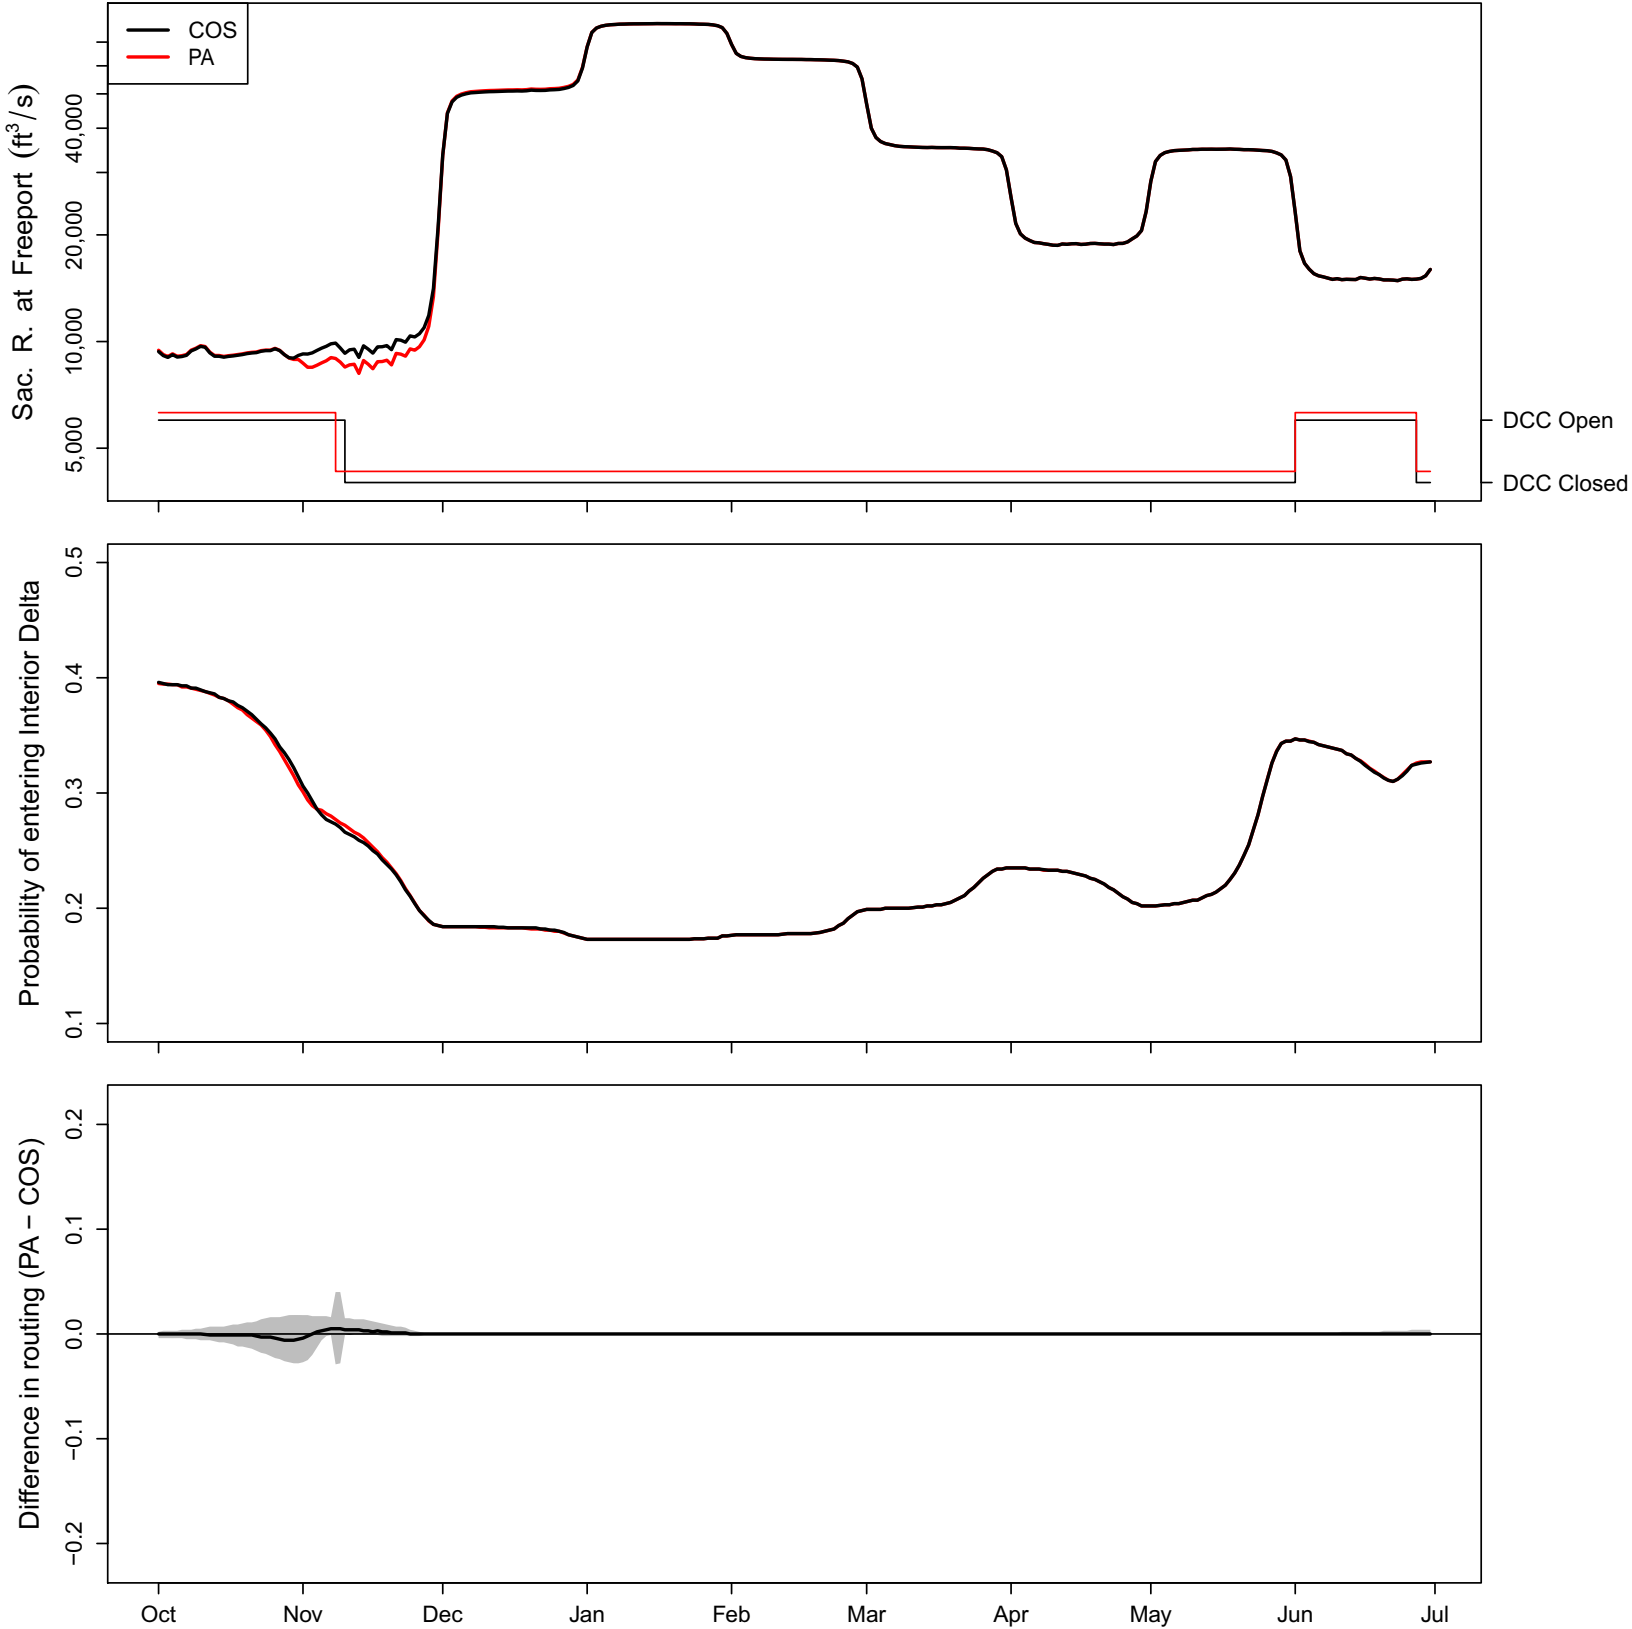 COS
PA
Sac. R. at Freeport (ft³/s)
40,000
20,000
10,000
5,000
DCC Open
DCC Closed
Probability of entering Interior Delta
0.5
0.4
0.3
0.2
0.1
Difference in routing (PA − COS)
0.2
0.1
0.0
−0.1
−0.2
Oct Nov Dec Jan Feb Mar Apr May Jun Jul